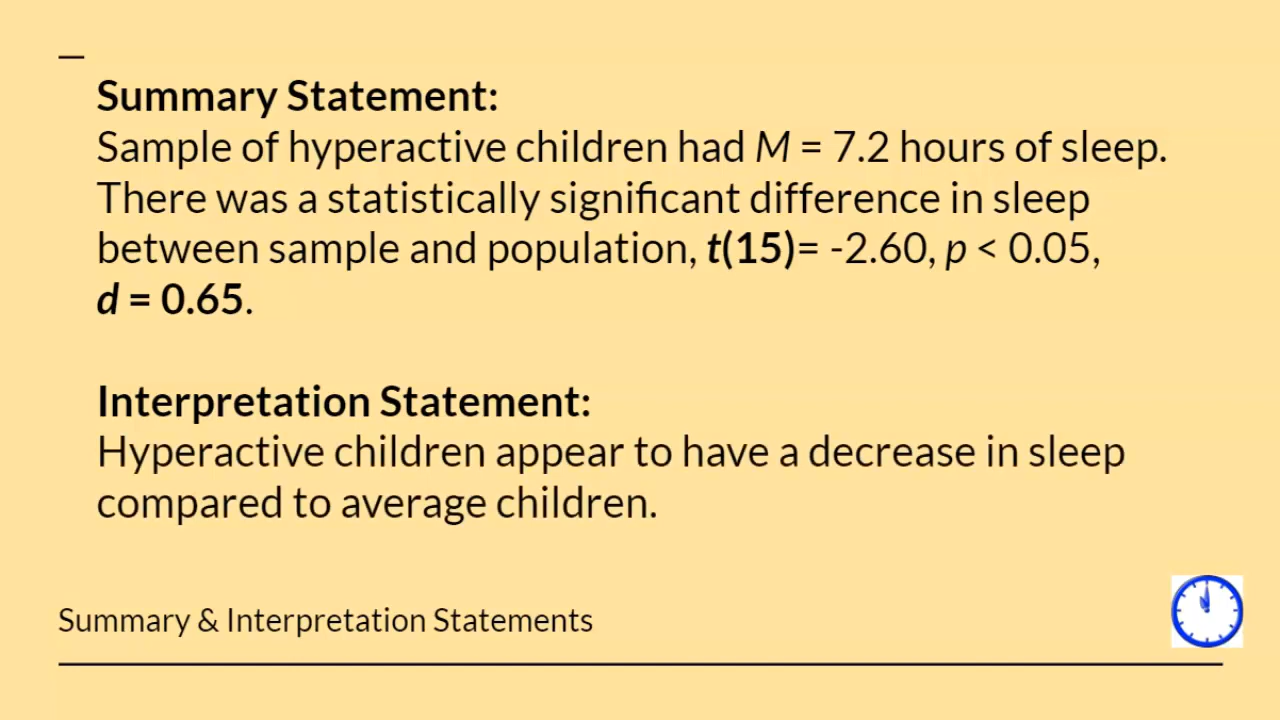 Summary Statement:
Sample of hyperactive children had M = 7.2 hours of sleep.
There was a statistically significant difference in sleep
between sample and population, t(15)= -2.60, p < 0.05,
d = 0.65.
Interpretation Statement:
Hyperactive children appear to have a decrease in sleep
compared to average children.
Summary & Interpretation Statements